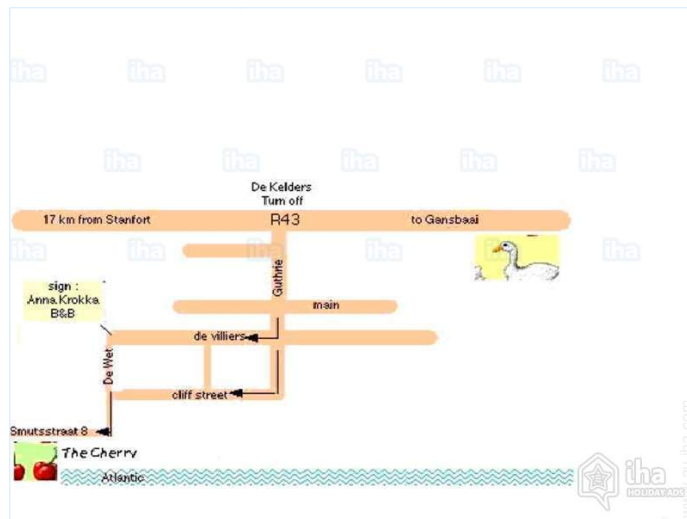 De Kelders
Turn off
17 km from Stanfort
R43
to Gansbaai
Guthrie
sign :
Anna Krokka
B&B
main
de villiers
De Wet
cliff street
Smutsstraat 8
The Cherry
Atlantic
iha
HOLIDAY ADS